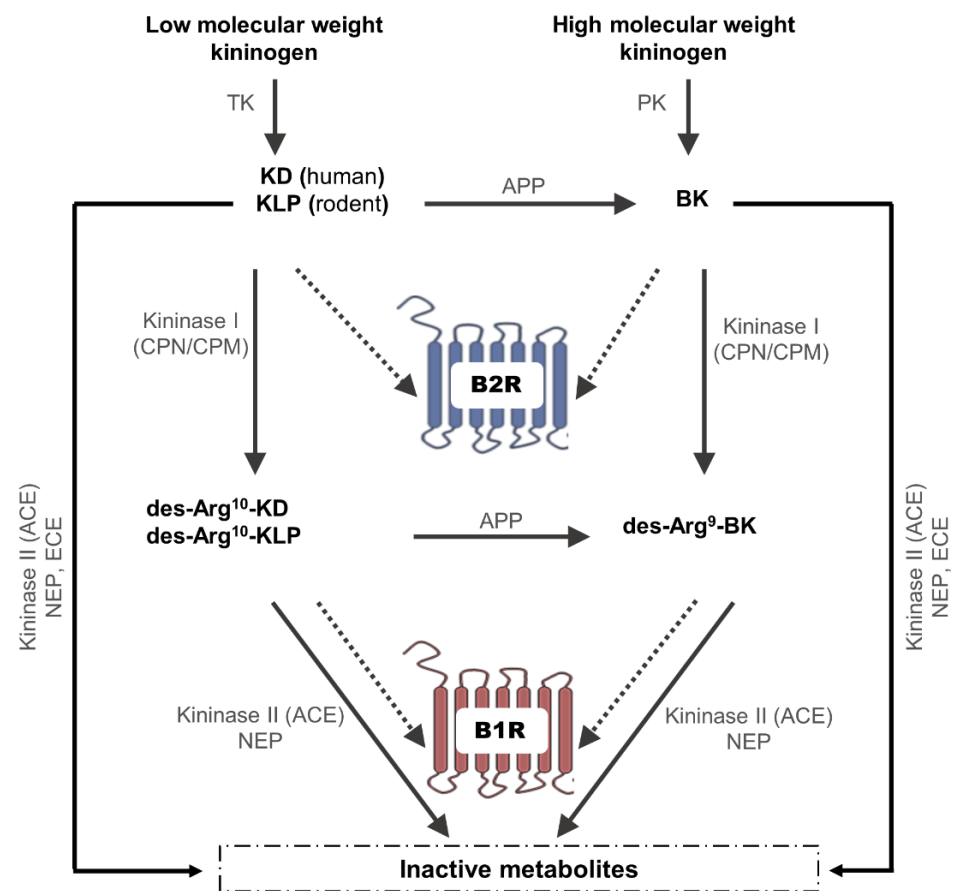 Low molecular weight
kininogen
High molecular weight
kininogen
TK
PK
KD (human)
KLP (rodent)
APP
BK
Kininase I
(CPN/CPM)
Kininase I
(CPN/CPM)
B2R
des-Arg¹⁰-KD
des-Arg¹⁰-KLP
APP
des-Arg⁹-BK
Kininase II (ACE)
NEP, ECE
Kininase II (ACE)
NEP, ECE
Kininase II (ACE)
NEP
B1R
Kininase II (ACE)
NEP
Inactive metabolites